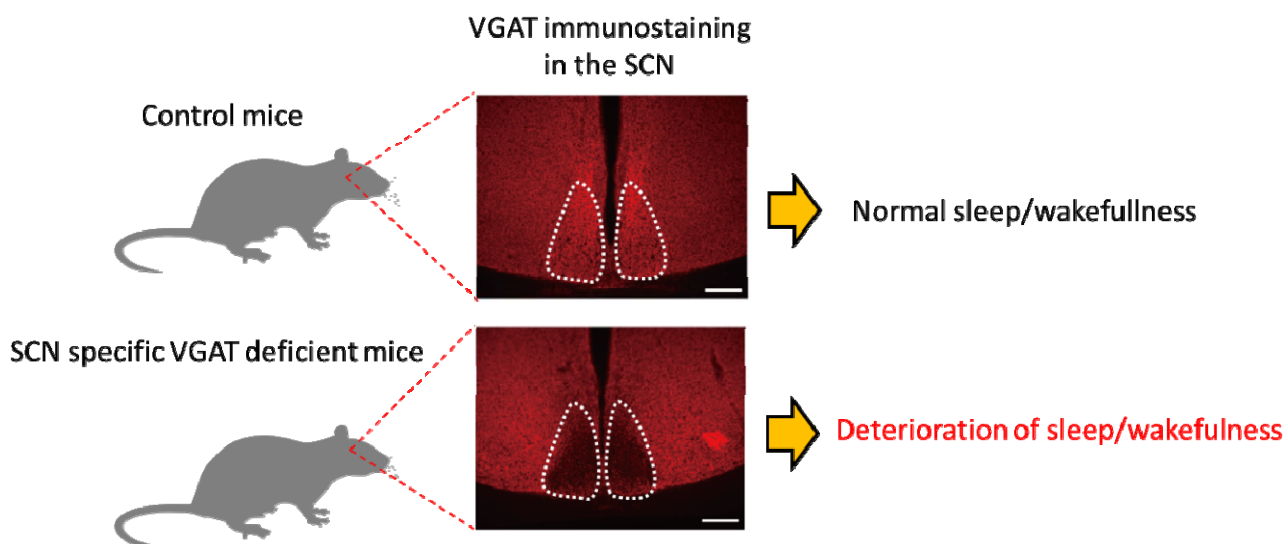 VGAT immunostaining
in the SCN
Control mice
Normal sleep/wakefullness
SCN specific VGAT deficient mice
Deterioration of sleep/wakefulness